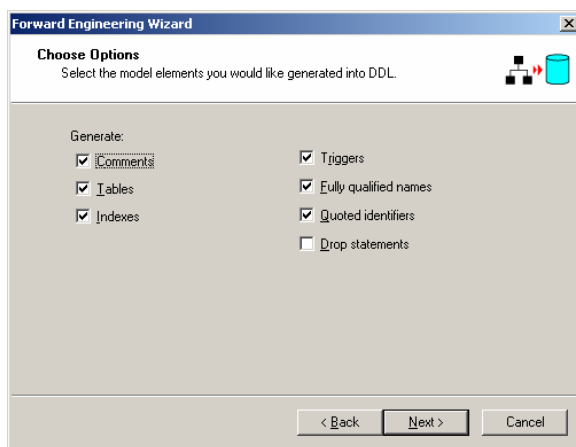 Forward Engineering Wizard
Choose Options
Select the model elements you would like generated into DDL.
Generate:
Comments
Tables
Indexes
Triggers
Fully qualified names
Quoted identifiers
Drop statements
< Back
Next >
Cancel